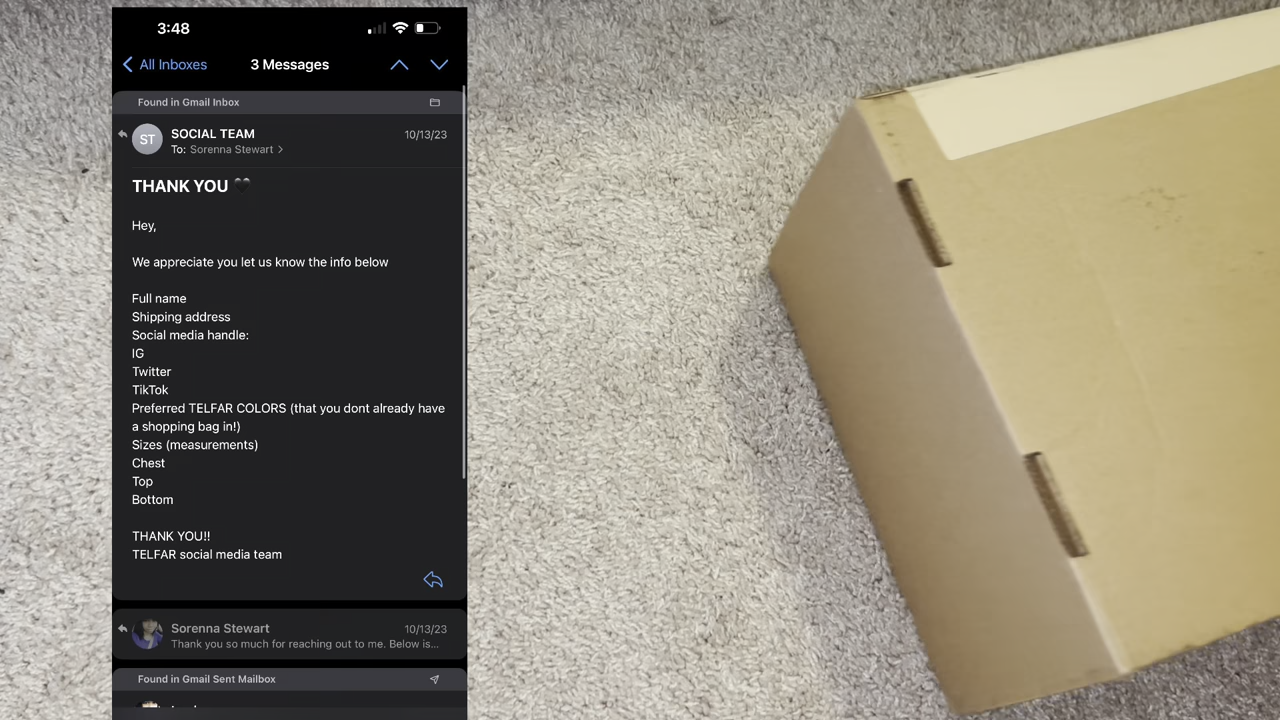 3:48
All Inboxes
3 Messages
Found in Gmail Inbox
ST
SOCIAL TEAM
10/13/23
To: Sorenna Stewart
THANK YOU 🖤
Hey,
We appreciate you let us know the info below
Full name
Shipping address
Social media handle:
IG
Twitter
TikTok
Preferred TELFAR COLORS (that you dont already have
a shopping bag in!)
Sizes (measurements)
Chest
Top
Bottom
THANK YOU!!
TELFAR social media team
Sorenna Stewart
10/13/23
Thank you so much for reaching out to me. Below is...
Found in Gmail Sent Mailbox